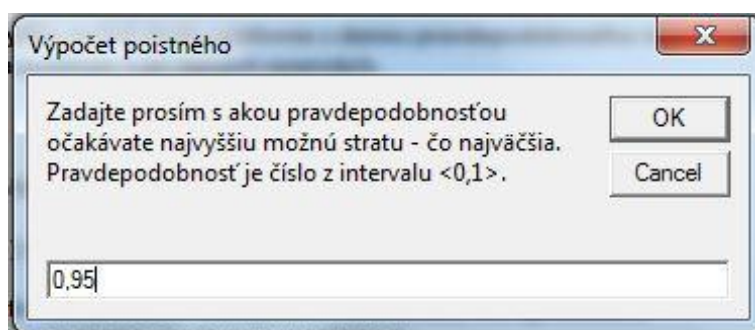 Výpočet poistného
Zadajte prosím s akou pravdepodobnosťou
očakávate najvyššiu možnú stratu - čo najväčšia.
Pravdepodobnosť je číslo z intervalu <0,1>.
OK
Cancel
0,95